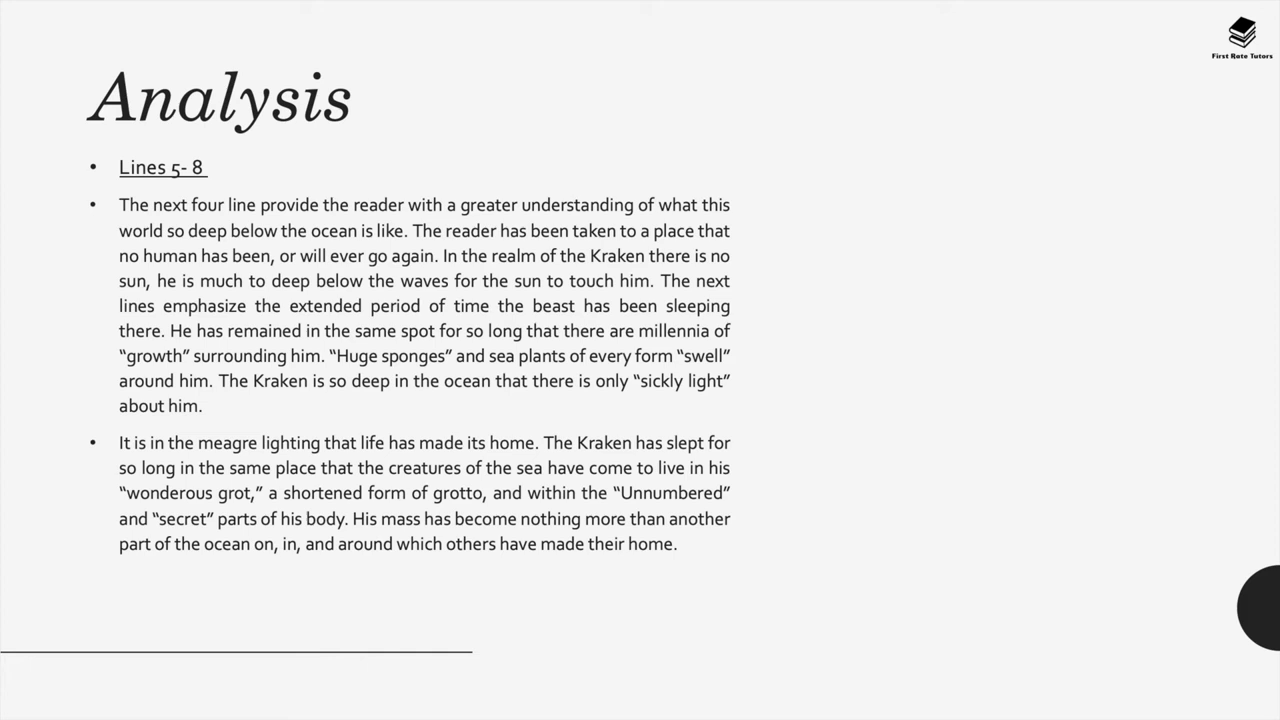 First Rate Tutors
Analysis
• Lines 5- 8
• The next four line provide the reader with a greater understanding of what this
world so deep below the ocean is like. The reader has been taken to a place that
no human has been, or will ever go again. In the realm of the Kraken there is no
sun, he is much to deep below the waves for the sun to touch him. The next
lines emphasize the extended period of time the beast has been sleeping
there. He has remained in the same spot for so long that there are millennia of
“growth” surrounding him. “Huge sponges” and sea plants of every form “swell”
around him. The Kraken is so deep in the ocean that there is only “sickly light”
about him.
• It is in the meagre lighting that life has made its home. The Kraken has slept for
so long in the same place that the creatures of the sea have come to live in his
“wonderous grot,” a shortened form of grotto, and within the “Unnumbered”
and “secret” parts of his body. His mass has become nothing more than another
part of the ocean on, in, and around which others have made their home.